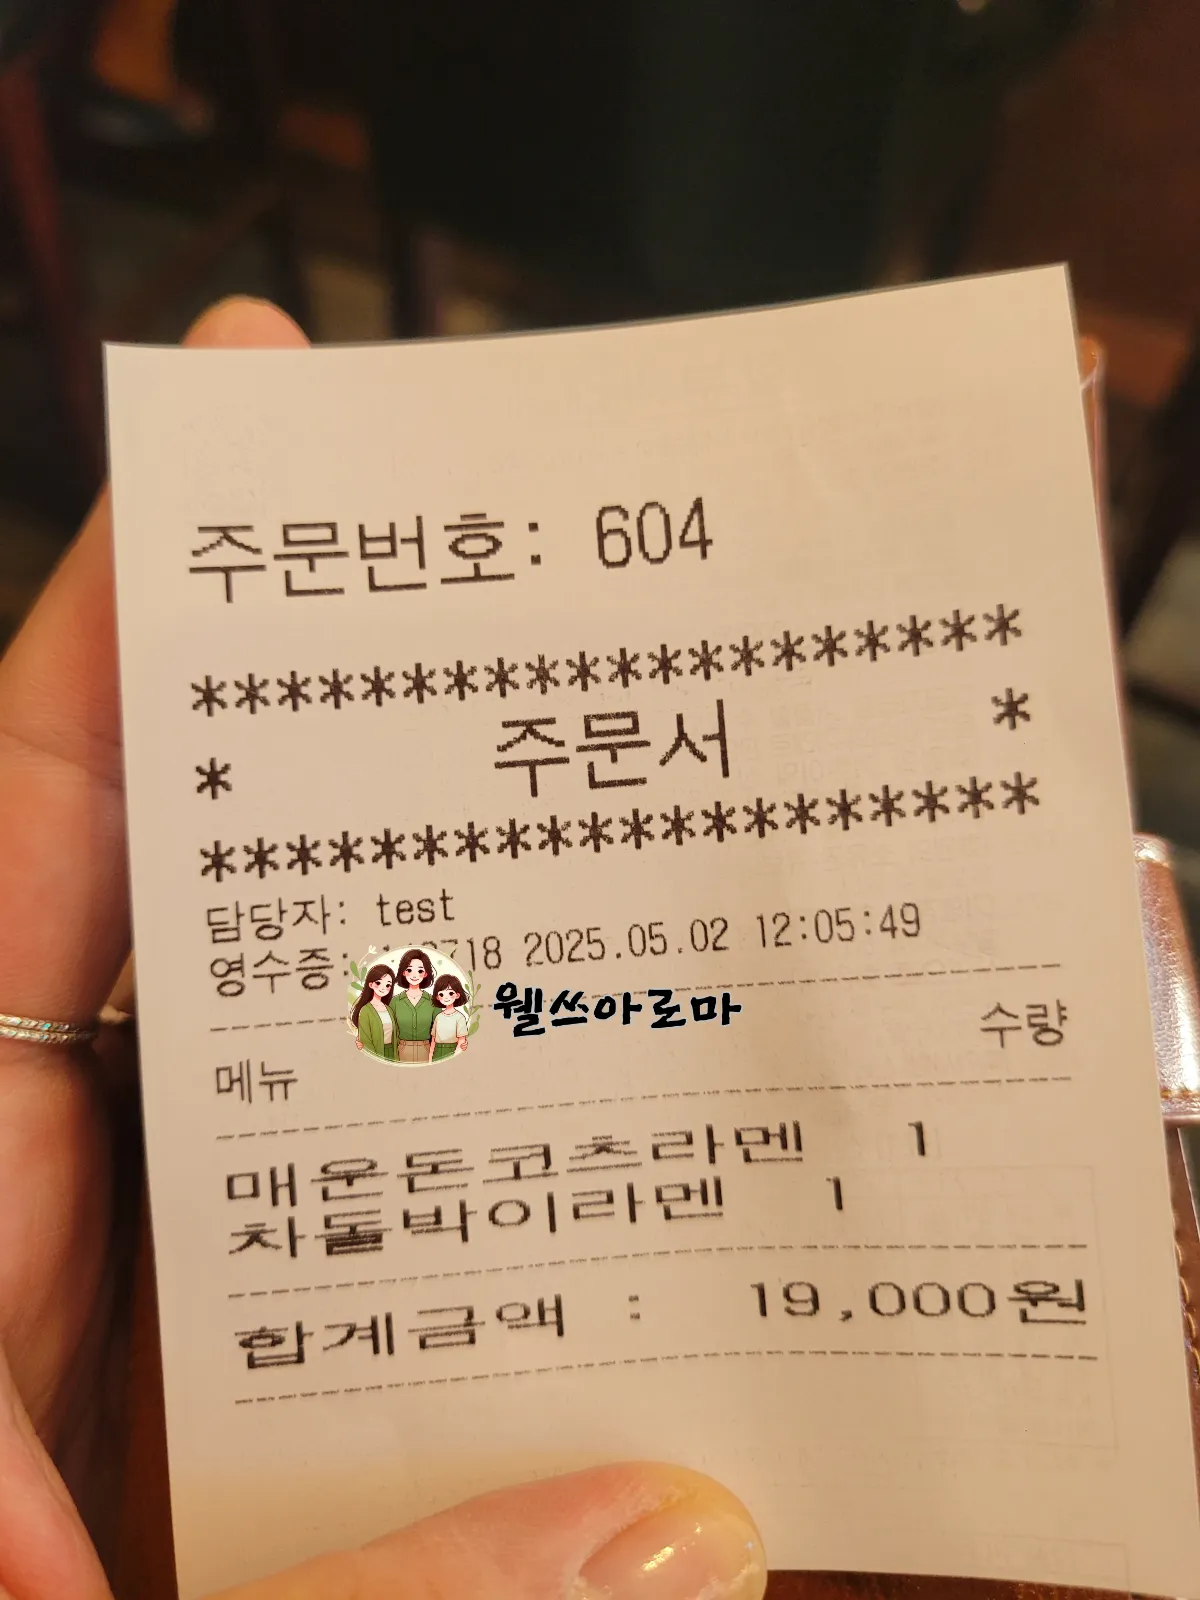 주문번호: 604
********************
* 주문서 *
********************
담당자: test
영수증: 2025.05.02 12:05:49
웰쓰아로마
메뉴 수량
매운돈코츠라멘 1
차돌박이라멘 1
합계금액 : 19,000원